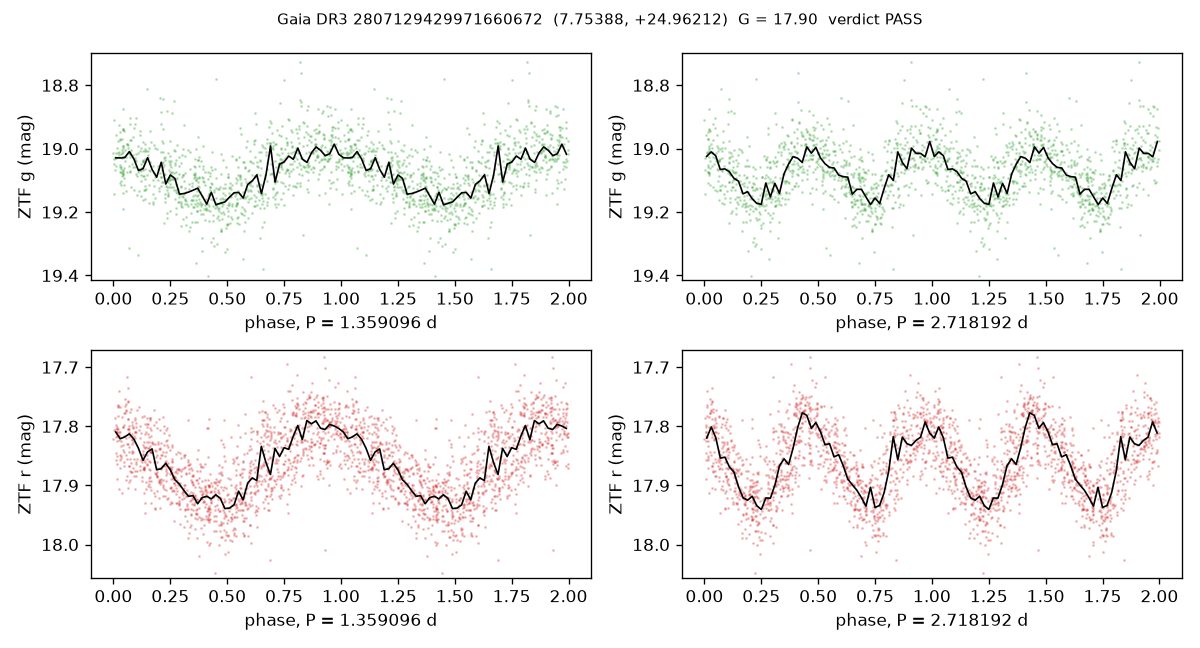 Gaia DR3 2807129429971660672 (7.75388, +24.96212) G = 17.90 verdict PASS
ZTF g (mag)
18.8
19.0
19.2
19.4
0.00 0.25 0.50 0.75 1.00 1.25 1.50 1.75 2.00
phase, P = 1.359096 d
ZTF g (mag)
18.8
19.0
19.2
19.4
0.00 0.25 0.50 0.75 1.00 1.25 1.50 1.75 2.00
phase, P = 2.718192 d
ZTF r (mag)
17.7
17.8
17.9
18.0
0.00 0.25 0.50 0.75 1.00 1.25 1.50 1.75 2.00
phase, P = 1.359096 d
ZTF r (mag)
17.7
17.8
17.9
18.0
0.00 0.25 0.50 0.75 1.00 1.25 1.50 1.75 2.00
phase, P = 2.718192 d